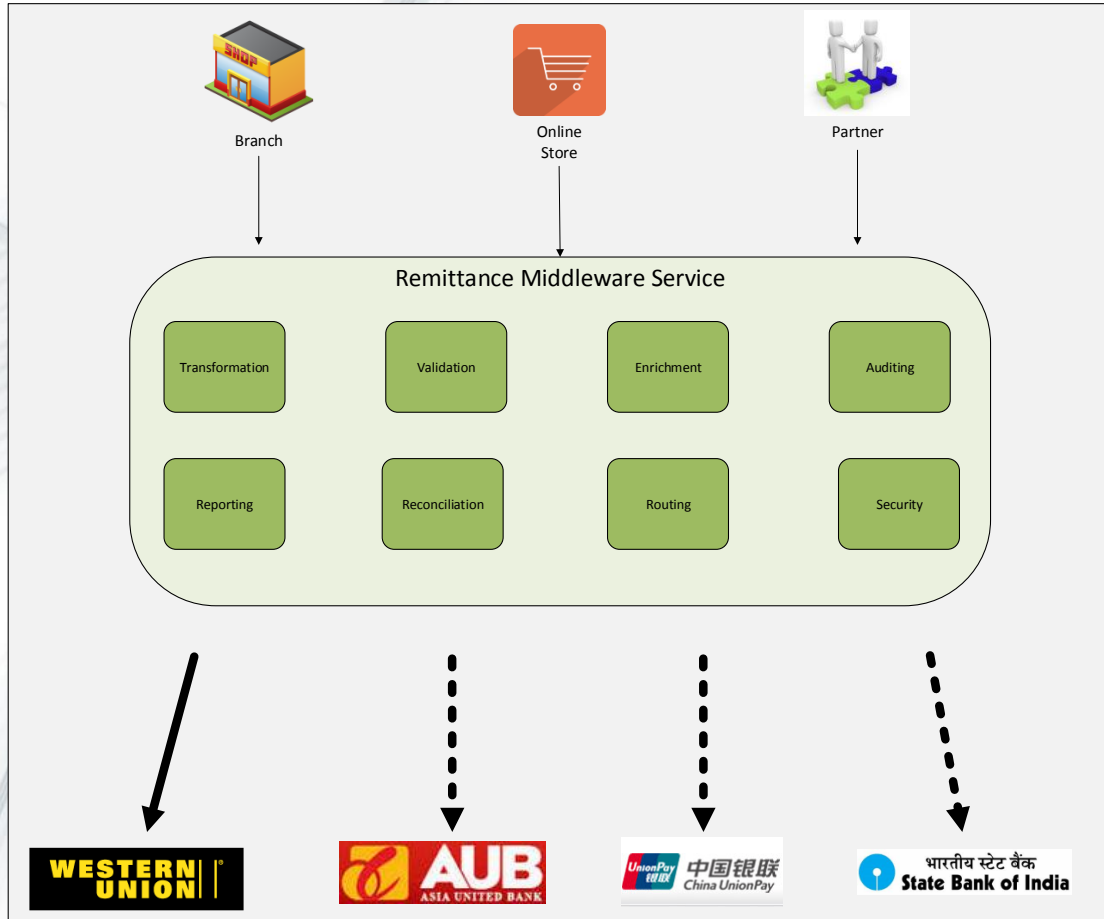 SHOP
Branch
Online
Store
Partner
Remittance Middleware Service
Transformation
Validation
Enrichment
Auditing
Reporting
Reconciliation
Routing
Security
WESTERN
UNION
®
AUB
ASIA UNITED BANK
UnionPay
银联
中国银联
China UnionPay
भारतीय स्टेट बैंक
State Bank of India